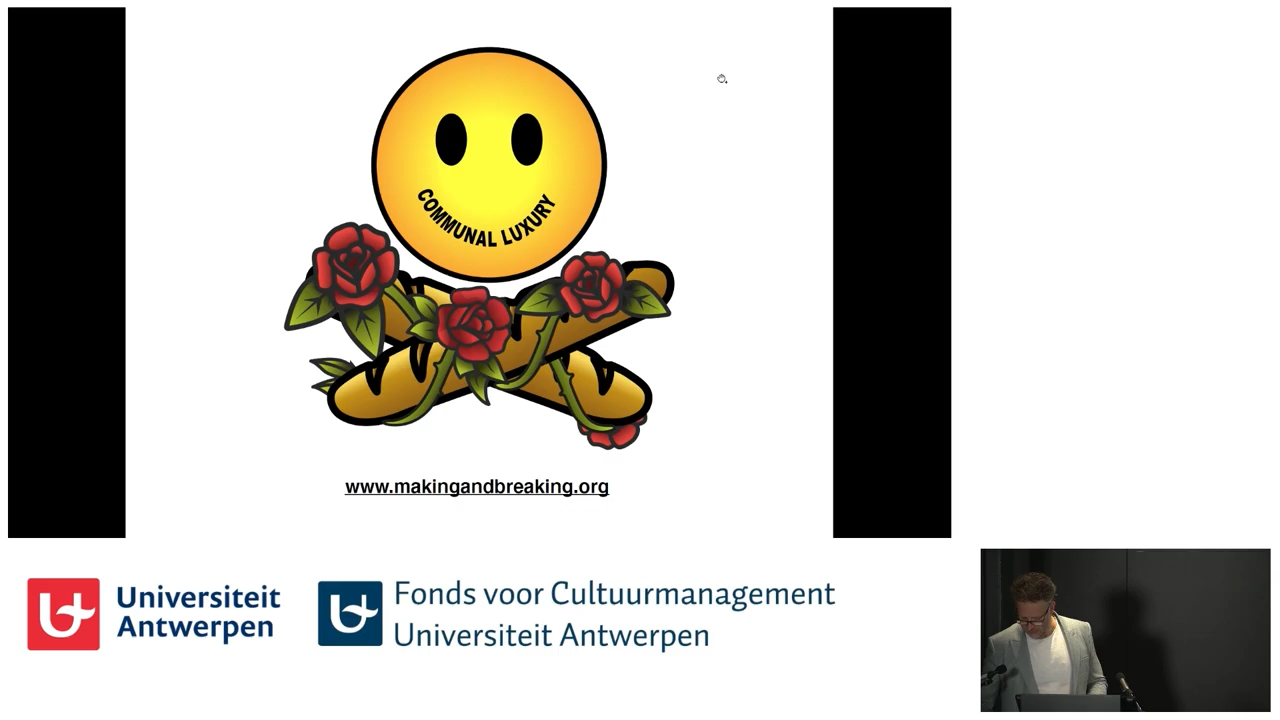 COMMUNAL LUXURY
www.makingandbreaking.org
Universiteit
Antwerpen
Fonds voor Cultuurmanagement
Universiteit Antwerpen